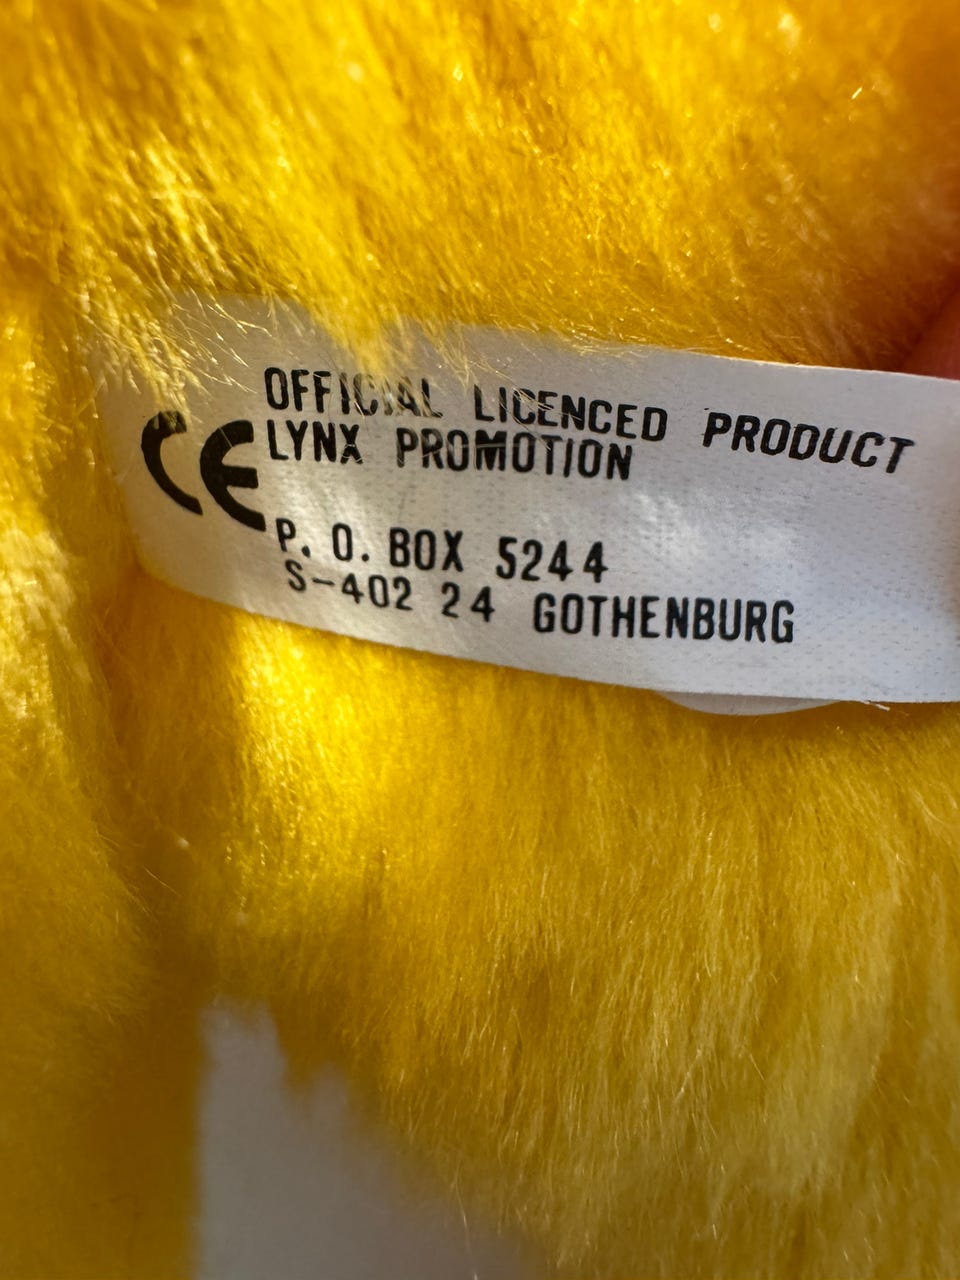 CE
OFFICIAL LICENCED PRODUCT
LYNX PROMOTION
P. O. BOX 5244
S-402 24 GOTHENBURG